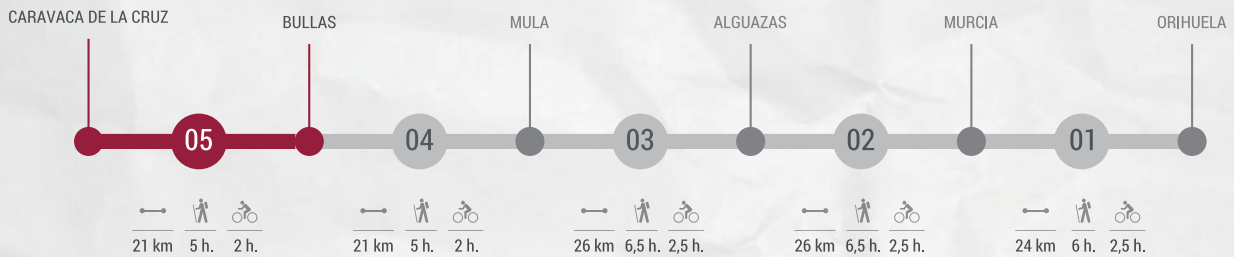 CARAVACA DE LA CRUZ BULLAS MULA ALGUAZAS MURCIA ORIHUELA
05 04 03 02 01
21 km 5 h. 2 h. 21 km 5 h. 2 h. 26 km 6,5 h. 2,5 h. 26 km 6,5 h. 2,5 h. 24 km 6 h. 2,5 h.